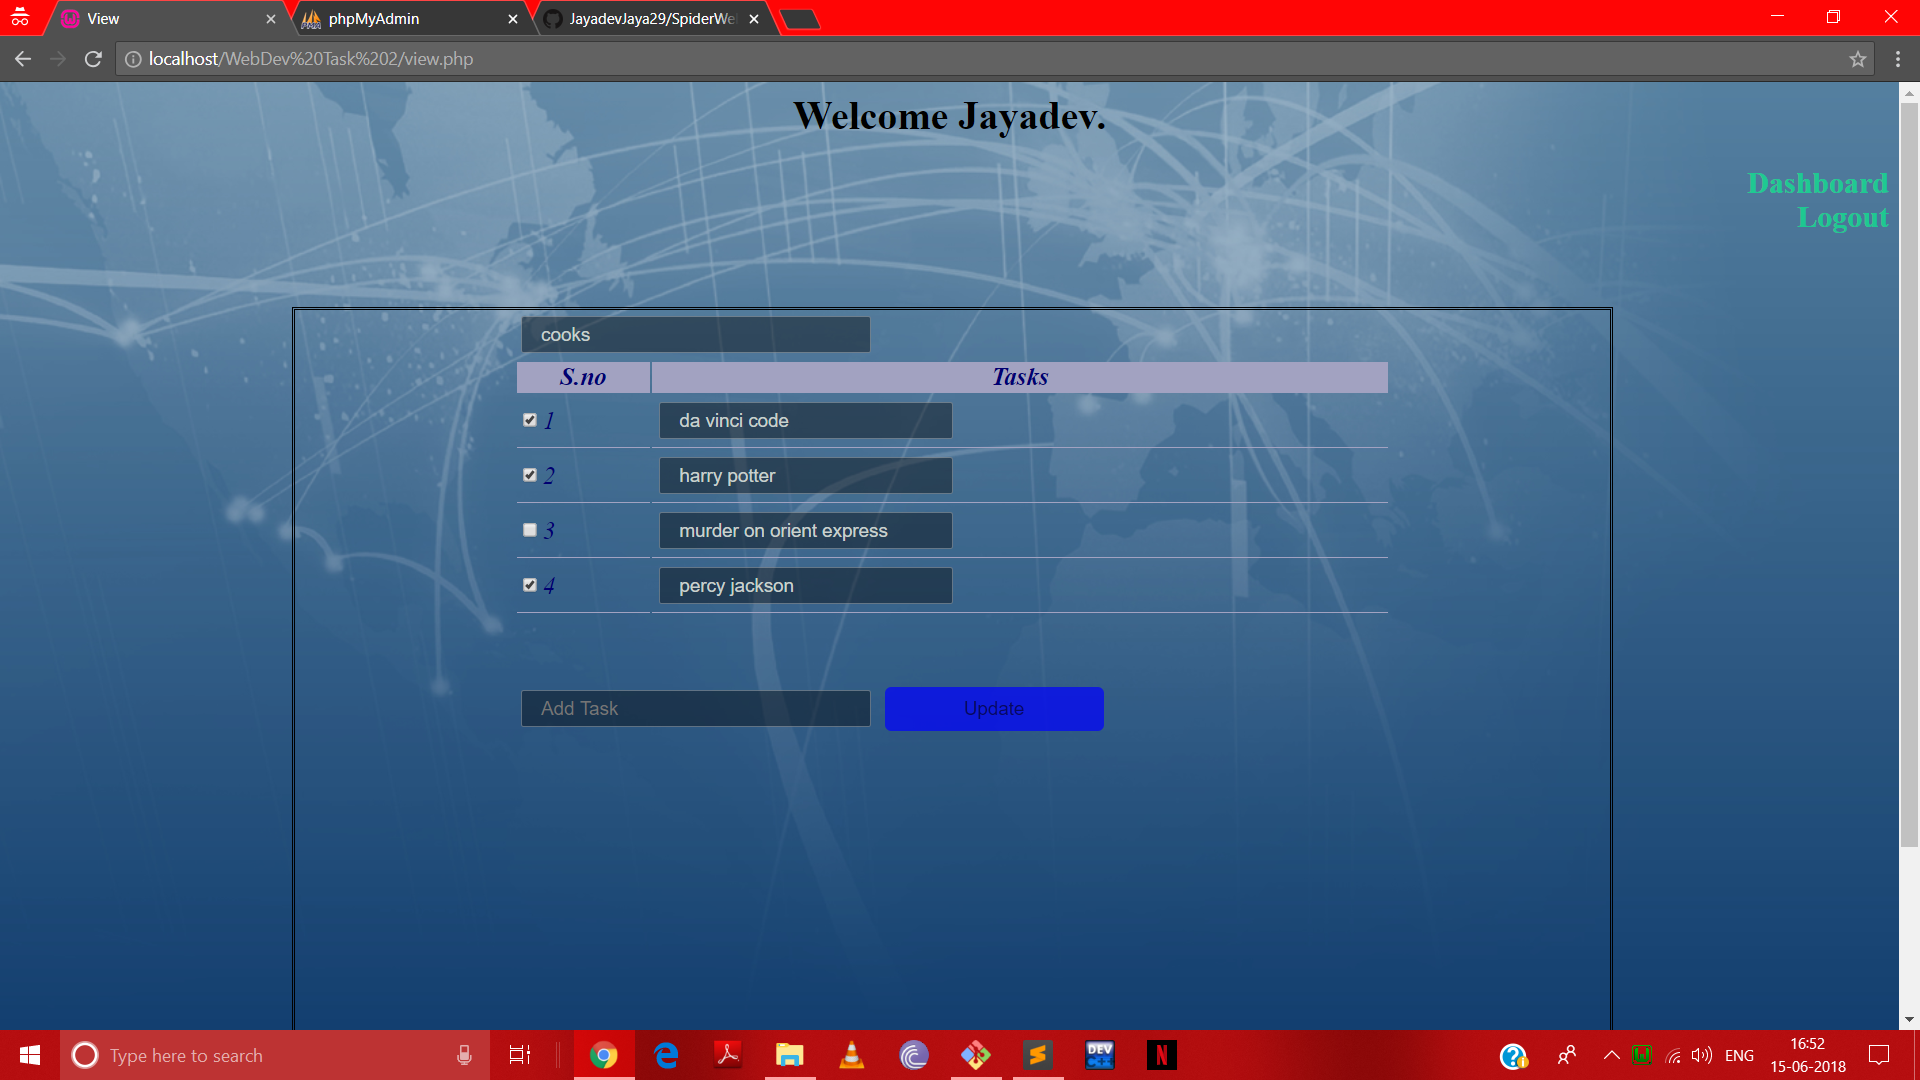 View
phpMyAdmin
JayadevJaya29/SpiderWe
localhost/WebDev%20Task%202/view.php
Welcome Jayadev.
Dashboard
Logout
cooks
S.no Tasks
1 da vinci code
2 harry potter
3 murder on orient express
4 percy jackson
Add Task Update
Type here to search
DEV
C++
N
ENG
16:52
15-06-2018